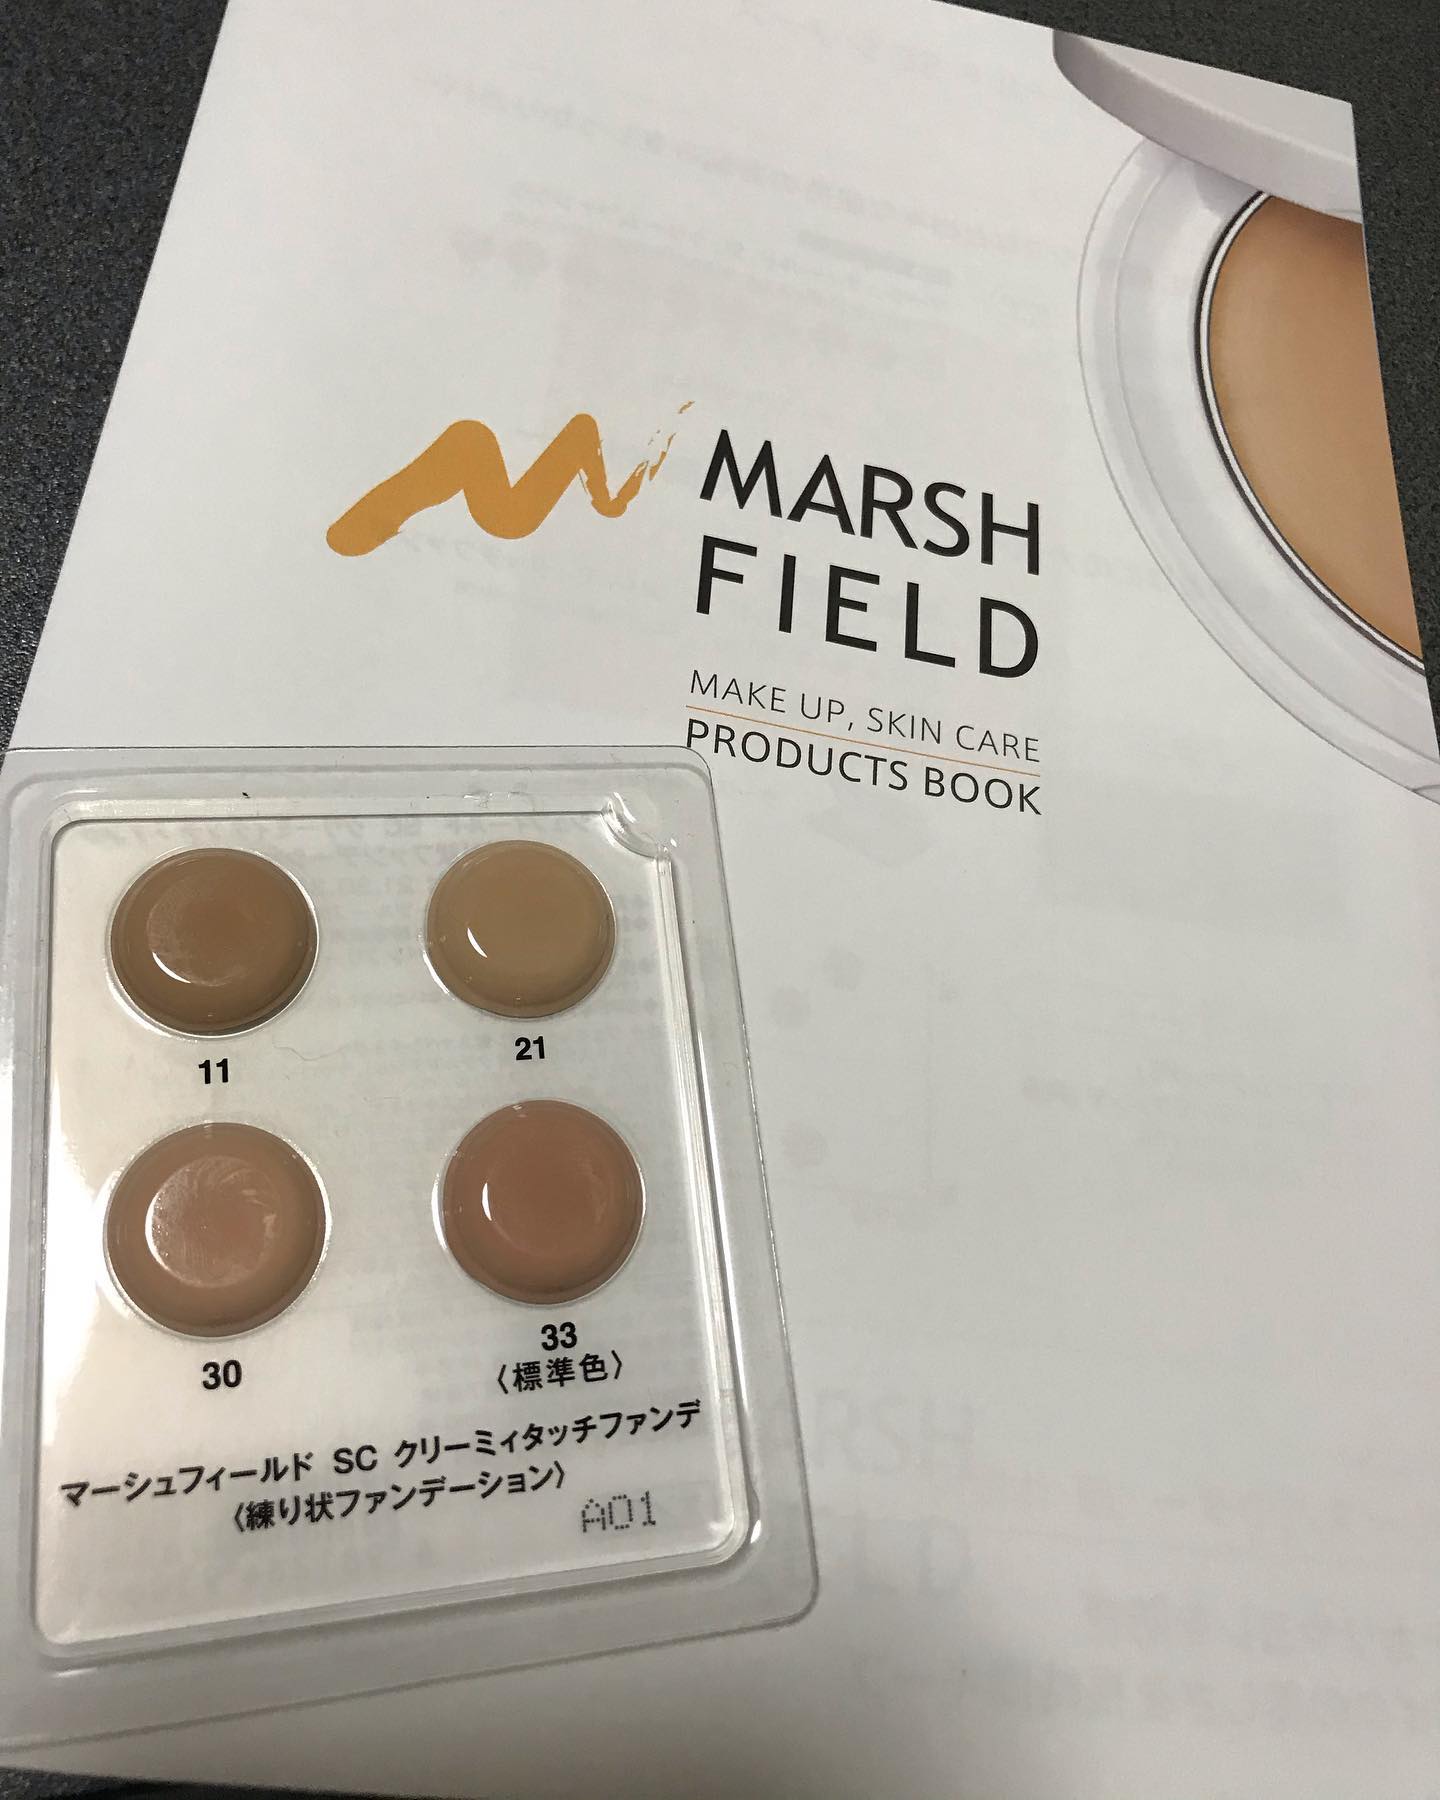 MARSH
FIELD
MAKE UP, SKIN CARE
PRODUCTS BOOK
11
21
30
33
〈標準色〉
マーシュフィールド SC クリーミィタッチファンデ
〈練り状ファンデーション〉
A01